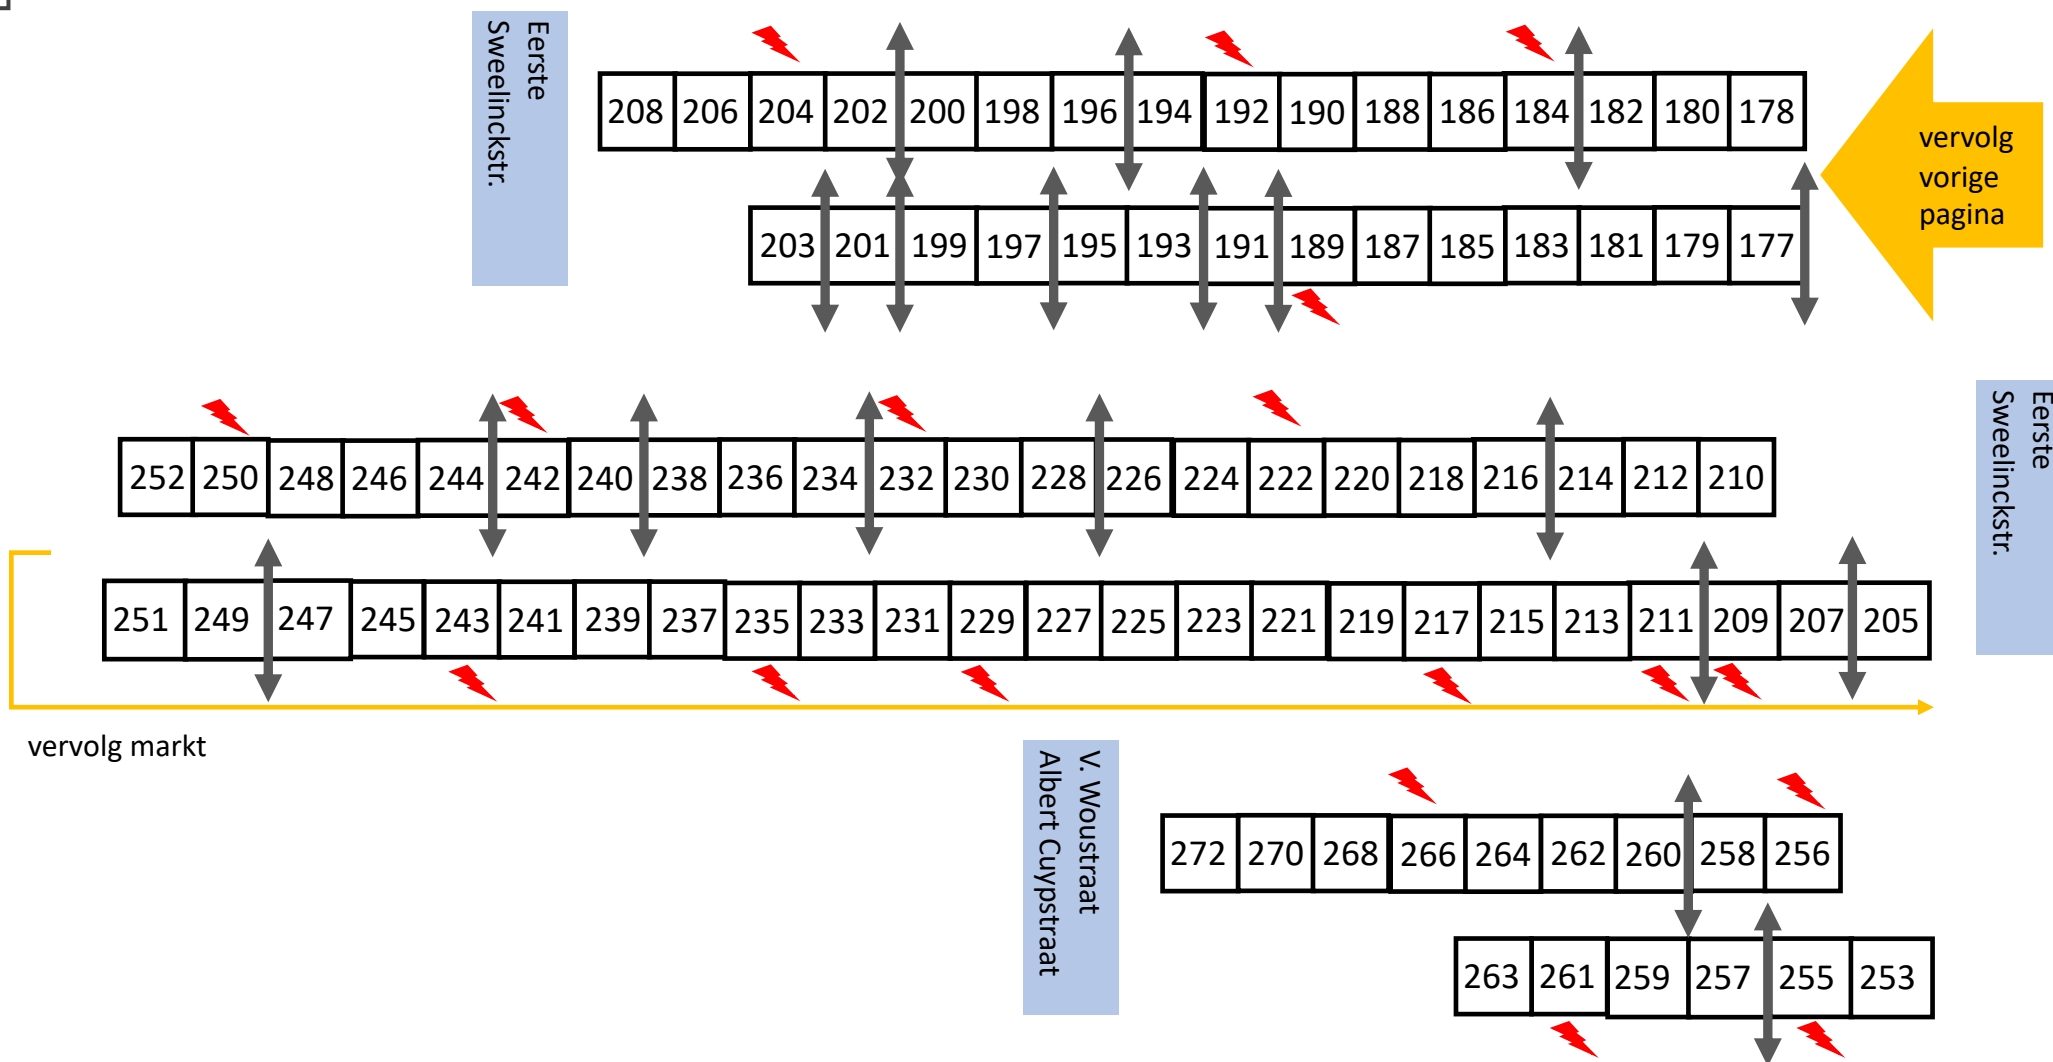 Eerste
Sweelinckstr.
208 206 204 202 200 198 196 194 192 190 188 186 184 182 180 178
vervolg
vorige
pagina
203 201 199 197 195 193 191 189 187 185 183 181 179 177
Eerste
Sweelinckstr.
252 250 248 246 244 242 240 238 236 234 232 230 228 226 224 222 220 218 216 214 212 210
251 249 247 245 243 241 239 237 235 233 231 229 227 225 223 221 219 217 215 213 211 209 207 205
vervolg markt
V. Woustraat
Albert Cuypstraat
272 270 268 266 264 262 260 258 256
263 261 259 257 255 253